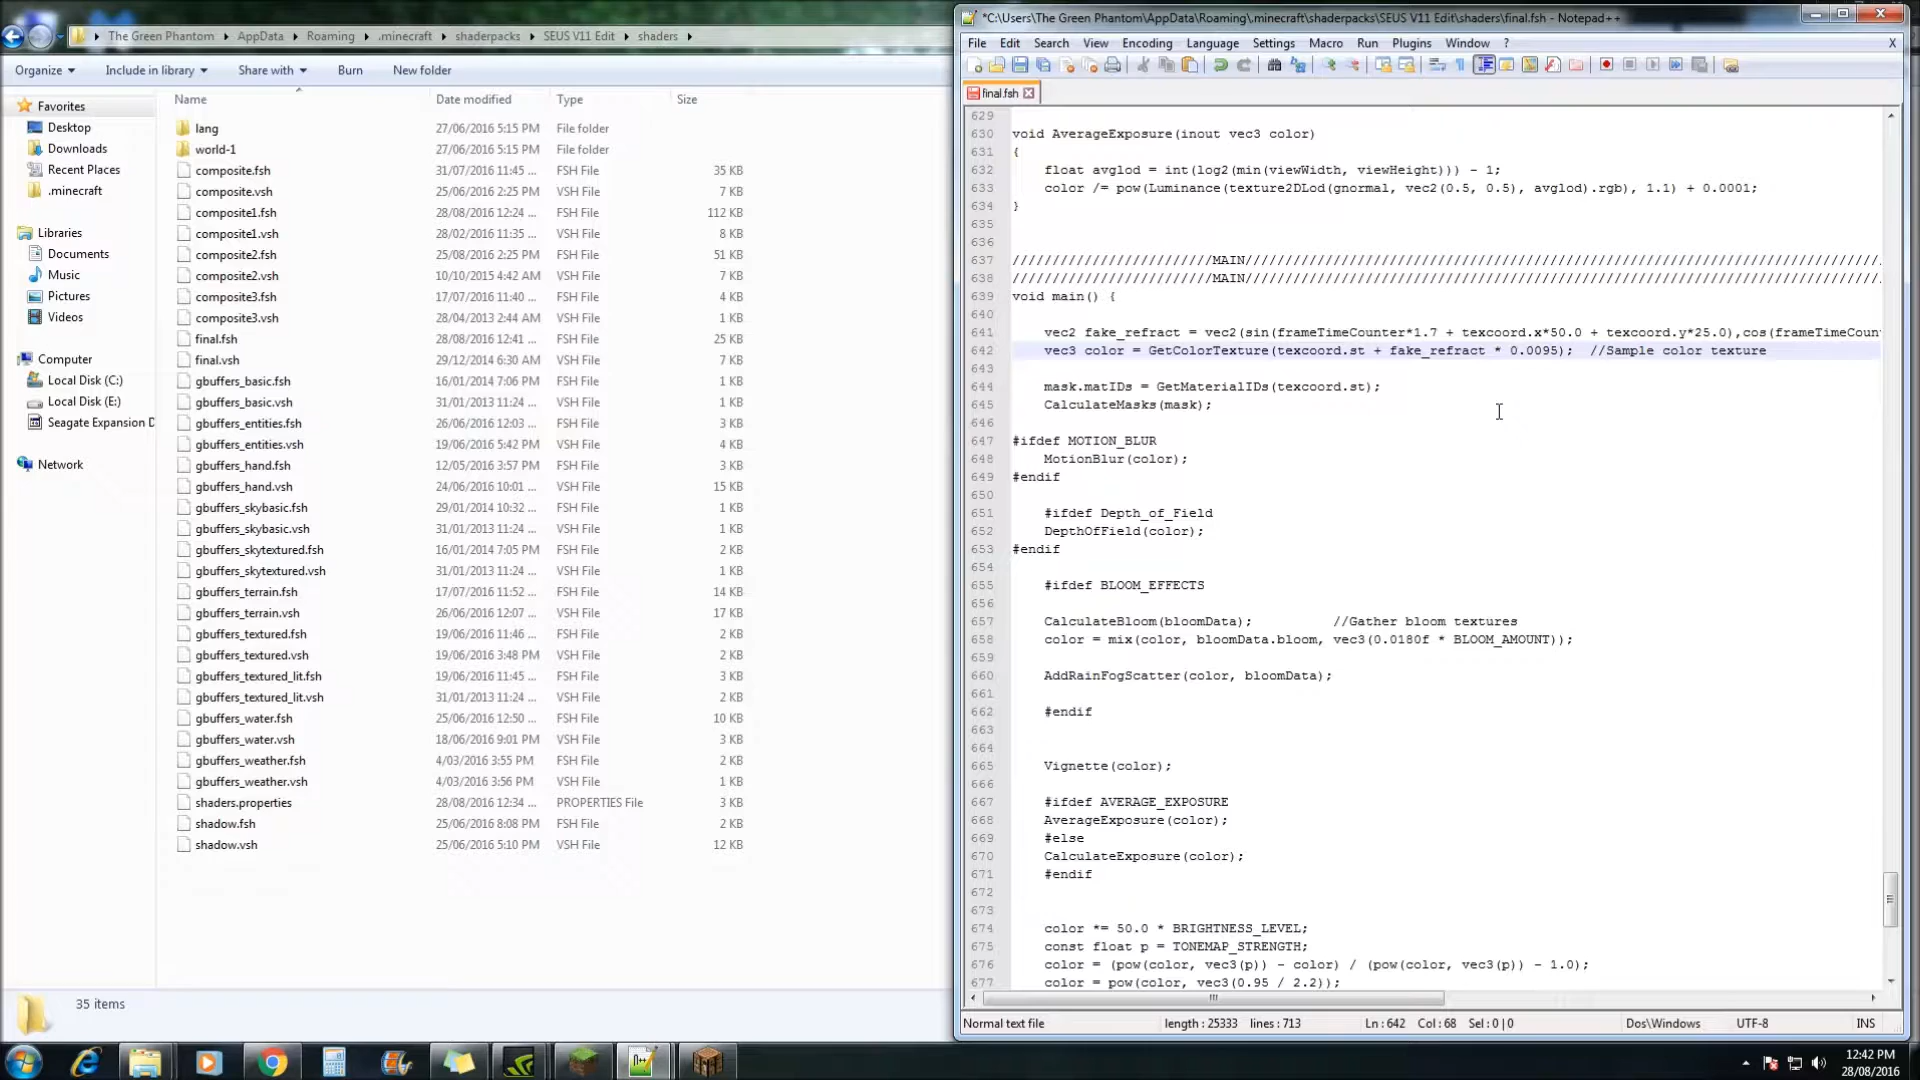 The Green Phantom AppData Roaming .minecraft shaderpacks SEUS V11 Edit shaders
Organize Include in library Share with Burn New folder
Favorites
Desktop
Downloads
Recent Places
.minecraft
Libraries
Documents
Music
Pictures
Videos
Computer
Local Disk (C:)
Local Disk (E:)
Seagate Expansion D
Network
Name Date modified Type Size
lang 27/06/2016 5:15 PM File folder
world-1 27/06/2016 5:15 PM File folder
composite.fsh 31/07/2016 11:45 ... FSH File 35 KB
composite.vsh 25/06/2016 2:25 PM VSH File 7 KB
composite1.fsh 28/08/2016 12:24 ... FSH File 112 KB
composite1.vsh 28/02/2016 11:35 ... VSH File 8 KB
composite2.fsh 25/08/2016 2:25 PM FSH File 51 KB
composite2.vsh 10/10/2015 4:42 AM VSH File 7 KB
composite3.fsh 17/07/2016 11:40 ... FSH File 4 KB
composite3.vsh 28/04/2013 2:44 AM VSH File 1 KB
final.fsh 28/08/2016 12:41 ... FSH File 25 KB
final.vsh 29/12/2014 6:30 AM VSH File 7 KB
gbuffers_basic.fsh 16/01/2014 7:06 PM FSH File 1 KB
gbuffers_basic.vsh 31/01/2013 11:24 ... VSH File 1 KB
gbuffers_entities.fsh 26/06/2016 12:03 ... FSH File 3 KB
gbuffers_entities.vsh 19/06/2016 5:42 PM VSH File 4 KB
gbuffers_hand.fsh 12/05/2016 3:57 PM FSH File 3 KB
gbuffers_hand.vsh 24/06/2016 10:01 ... VSH File 15 KB
gbuffers_skybasic.fsh 29/01/2014 10:32 ... FSH File 1 KB
gbuffers_skybasic.vsh 31/01/2013 11:24 ... VSH File 1 KB
gbuffers_skytextured.fsh 16/01/2014 7:05 PM FSH File 2 KB
gbuffers_skytextured.vsh 31/01/2013 11:24 ... VSH File 1 KB
gbuffers_terrain.fsh 17/07/2016 11:52 ... FSH File 14 KB
gbuffers_terrain.vsh 26/06/2016 12:07 ... VSH File 17 KB
gbuffers_textured.fsh 19/06/2016 11:46 ... FSH File 2 KB
gbuffers_textured.vsh 19/06/2016 3:48 PM VSH File 2 KB
gbuffers_textured_lit.fsh 19/06/2016 11:45 ... FSH File 3 KB
gbuffers_textured_lit.vsh 31/01/2013 11:24 ... VSH File 2 KB
gbuffers_water.fsh 25/06/2016 12:50 ... FSH File 10 KB
gbuffers_water.vsh 18/06/2016 9:01 PM VSH File 3 KB
gbuffers_weather.fsh 4/03/2016 3:55 PM FSH File 2 KB
gbuffers_weather.vsh 4/03/2016 3:56 PM VSH File 1 KB
shaders.properties 28/08/2016 12:34 ... PROPERTIES File 3 KB
shadow.fsh 25/06/2016 8:08 PM FSH File 2 KB
shadow.vsh 25/06/2016 5:10 PM VSH File 12 KB
35 items
*C:\Users\The Green Phantom\AppData\Roaming\.minecraft\shaderpacks\SEUS V11 Edit\shaders\final.fsh - Notepad++
File Edit Search View Encoding Language Settings Macro Run Plugins Window ? X
final.fsh
629
630 void AverageExposure(inout vec3 color)
631 {
632 float avglod = int(log2(min(viewWidth, viewHeight))) - 1;
633 color /= pow(Luminance(texture2DLod(gnormal, vec2(0.5, 0.5), avglod).rgb), 1.1) + 0.0001;
634 }
635
636
637 /////////////////////////MAIN///////////////////////////////////////////////////////////////////////////////
638 /////////////////////////MAIN///////////////////////////////////////////////////////////////////////////////
639 void main() {
640
641 vec2 fake_refract = vec2(sin(frameTimeCounter*1.7 + texcoord.x*50.0 + texcoord.y*25.0),cos(frameTimeCoun
642 vec3 color = GetColorTexture(texcoord.st + fake_refract * 0.0095); //Sample color texture
643
644 mask.matIDs = GetMaterialIDs(texcoord.st);
645 CalculateMasks(mask);
646
647 #ifdef MOTION_BLUR
648 MotionBlur(color);
649 #endif
650
651 #ifdef Depth_of_Field
652 DepthOfField(color);
653 #endif
654
655 #ifdef BLOOM_EFFECTS
656
657 CalculateBloom(bloomData); //Gather bloom textures
658 color = mix(color, bloomData.bloom, vec3(0.0180f * BLOOM_AMOUNT));
659
660 AddRainFogScatter(color, bloomData);
661
662 #endif
663
664
665 Vignette(color);
666
667 #ifdef AVERAGE_EXPOSURE
668 AverageExposure(color);
669 #else
670 CalculateExposure(color);
671 #endif
672
673
674 color *= 50.0 * BRIGHTNESS_LEVEL;
675 const float p = TONEMAP_STRENGTH;
676 color = (pow(color, vec3(p)) - color) / (pow(color, vec3(p)) - 1.0);
677 color = pow(color, vec3(0.95 / 2.2));
Normal text file length : 25333 lines : 713 Ln : 642 Col : 68 Sel : 0 | 0 Dos\Windows UTF-8 INS
12:42 PM
28/08/2016